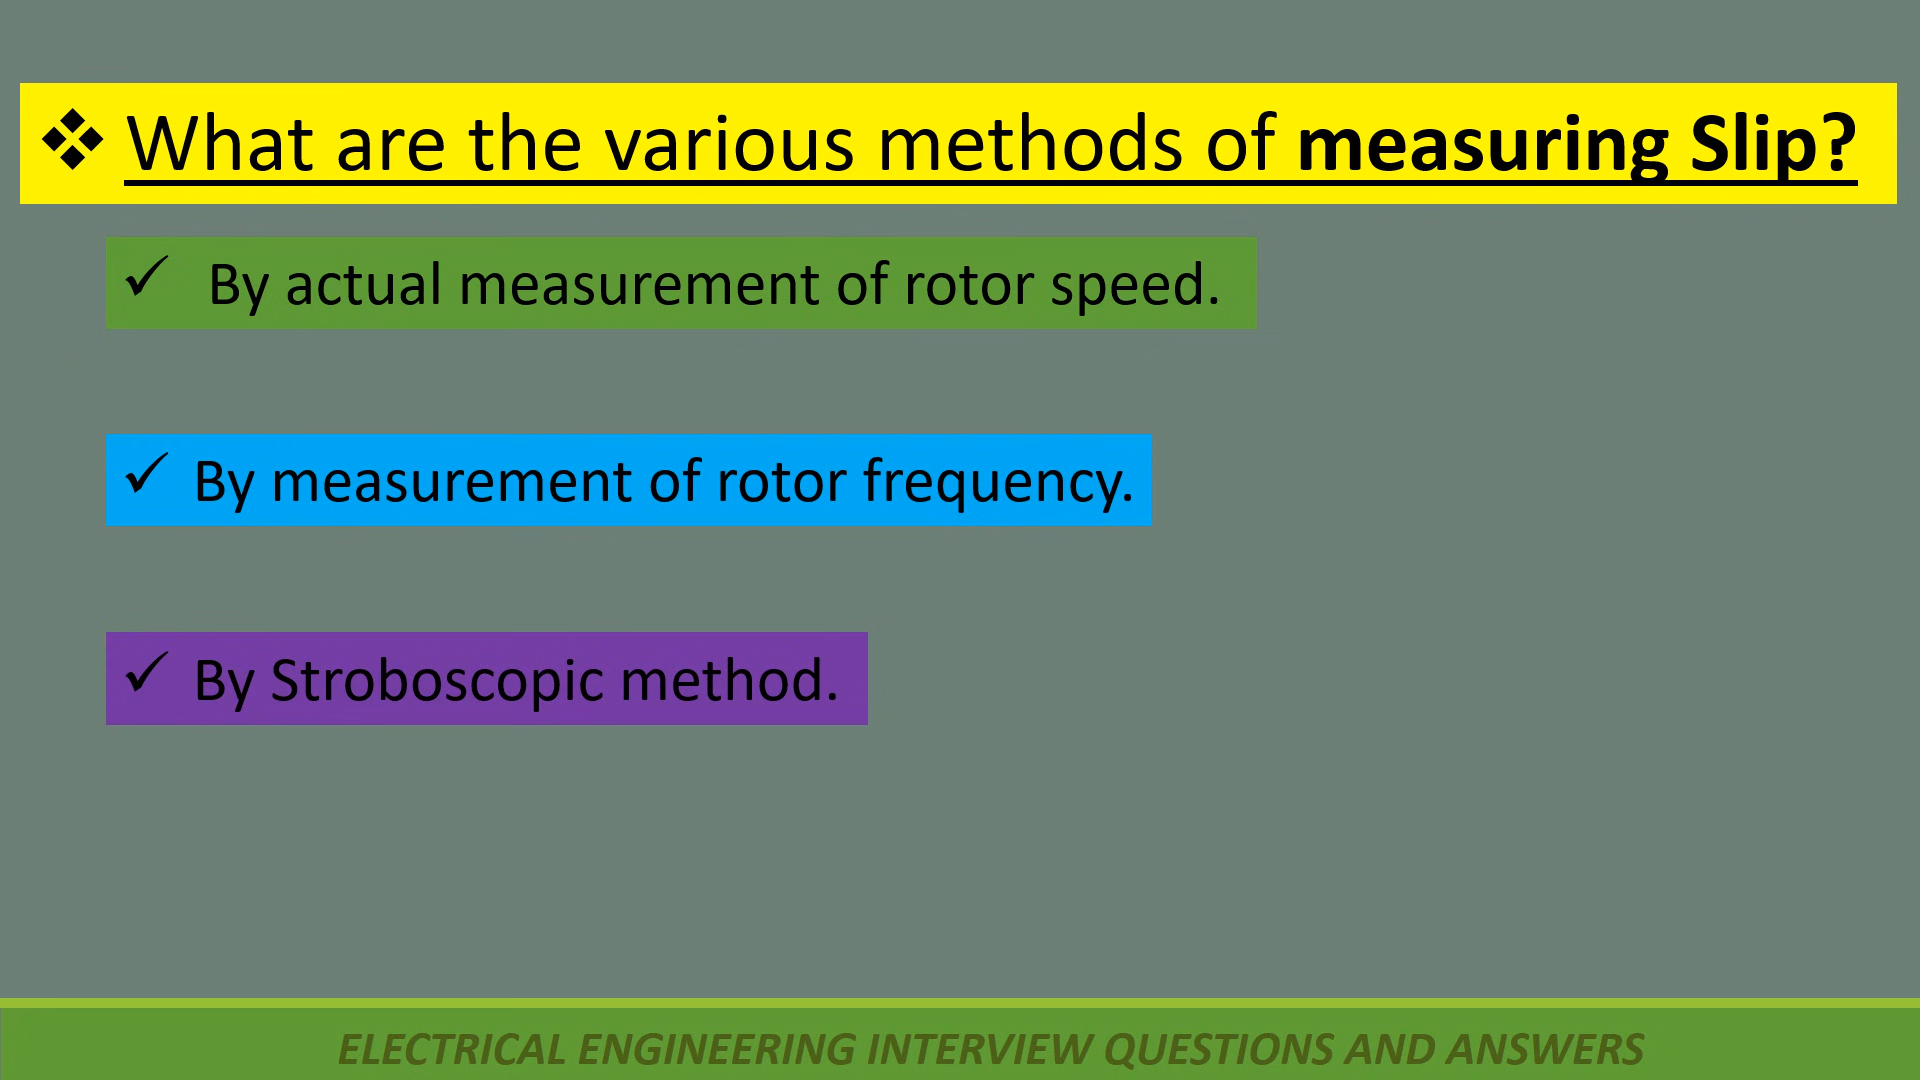 ❖ What are the various methods of measuring Slip?
✓ By actual measurement of rotor speed.
✓ By measurement of rotor frequency.
✓ By Stroboscopic method.
ELECTRICAL ENGINEERING INTERVIEW QUESTIONS AND ANSWERS